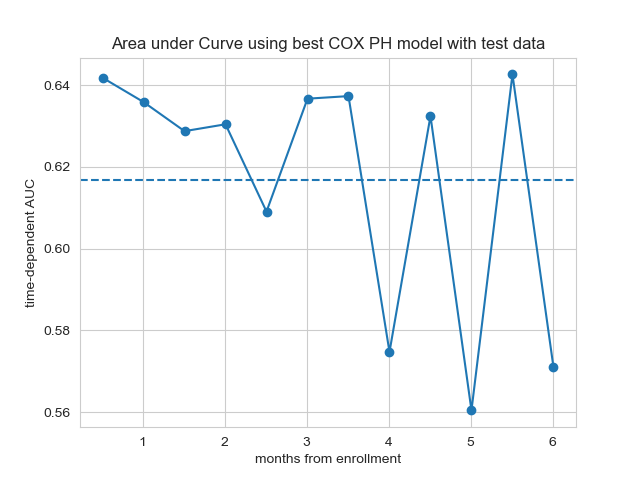 Area under Curve using best COX PH model with test data
time-dependent AUC
0.64
0.62
0.60
0.58
0.56
1 2 3 4 5 6
months from enrollment